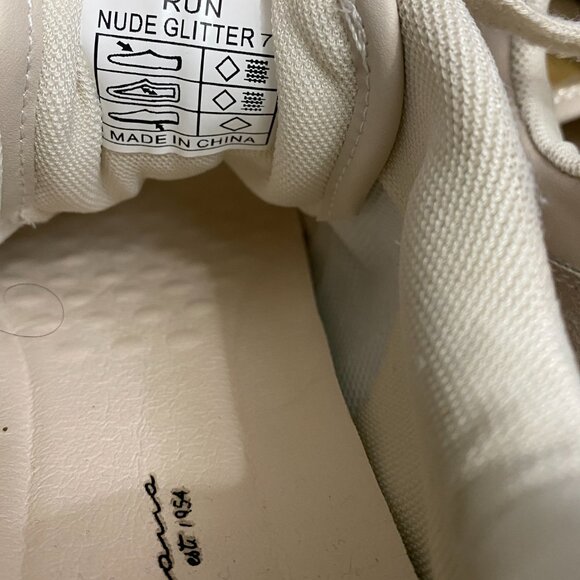 RUN
NUDE GLITTER 7
MADE IN CHINA
est. 1954